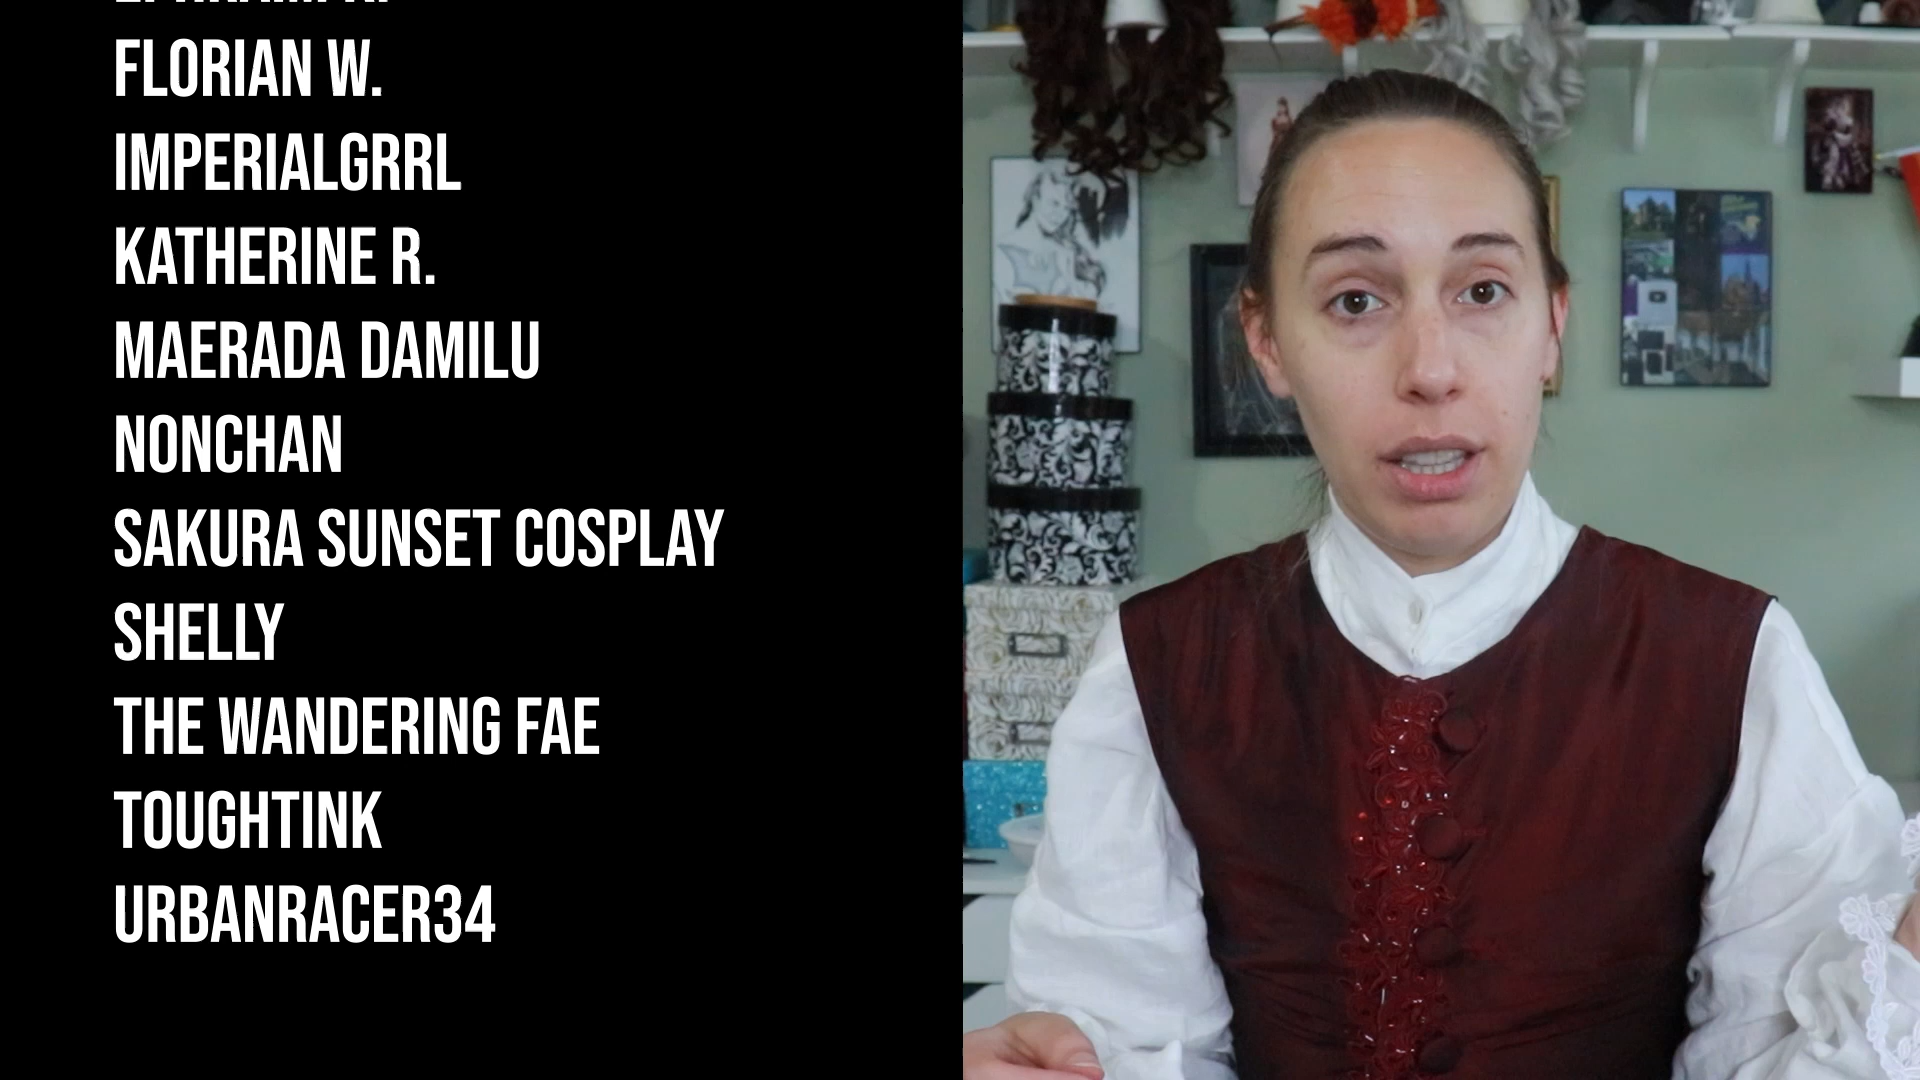 FLORIAN W.
IMPERIALGRRL
KATHERINE R.
MAERADA DAMILU
NONCHAN
SAKURA SUNSET COSPLAY
SHELLY
THE WANDERING FAE
TOUGHTINK
URBANRACER34